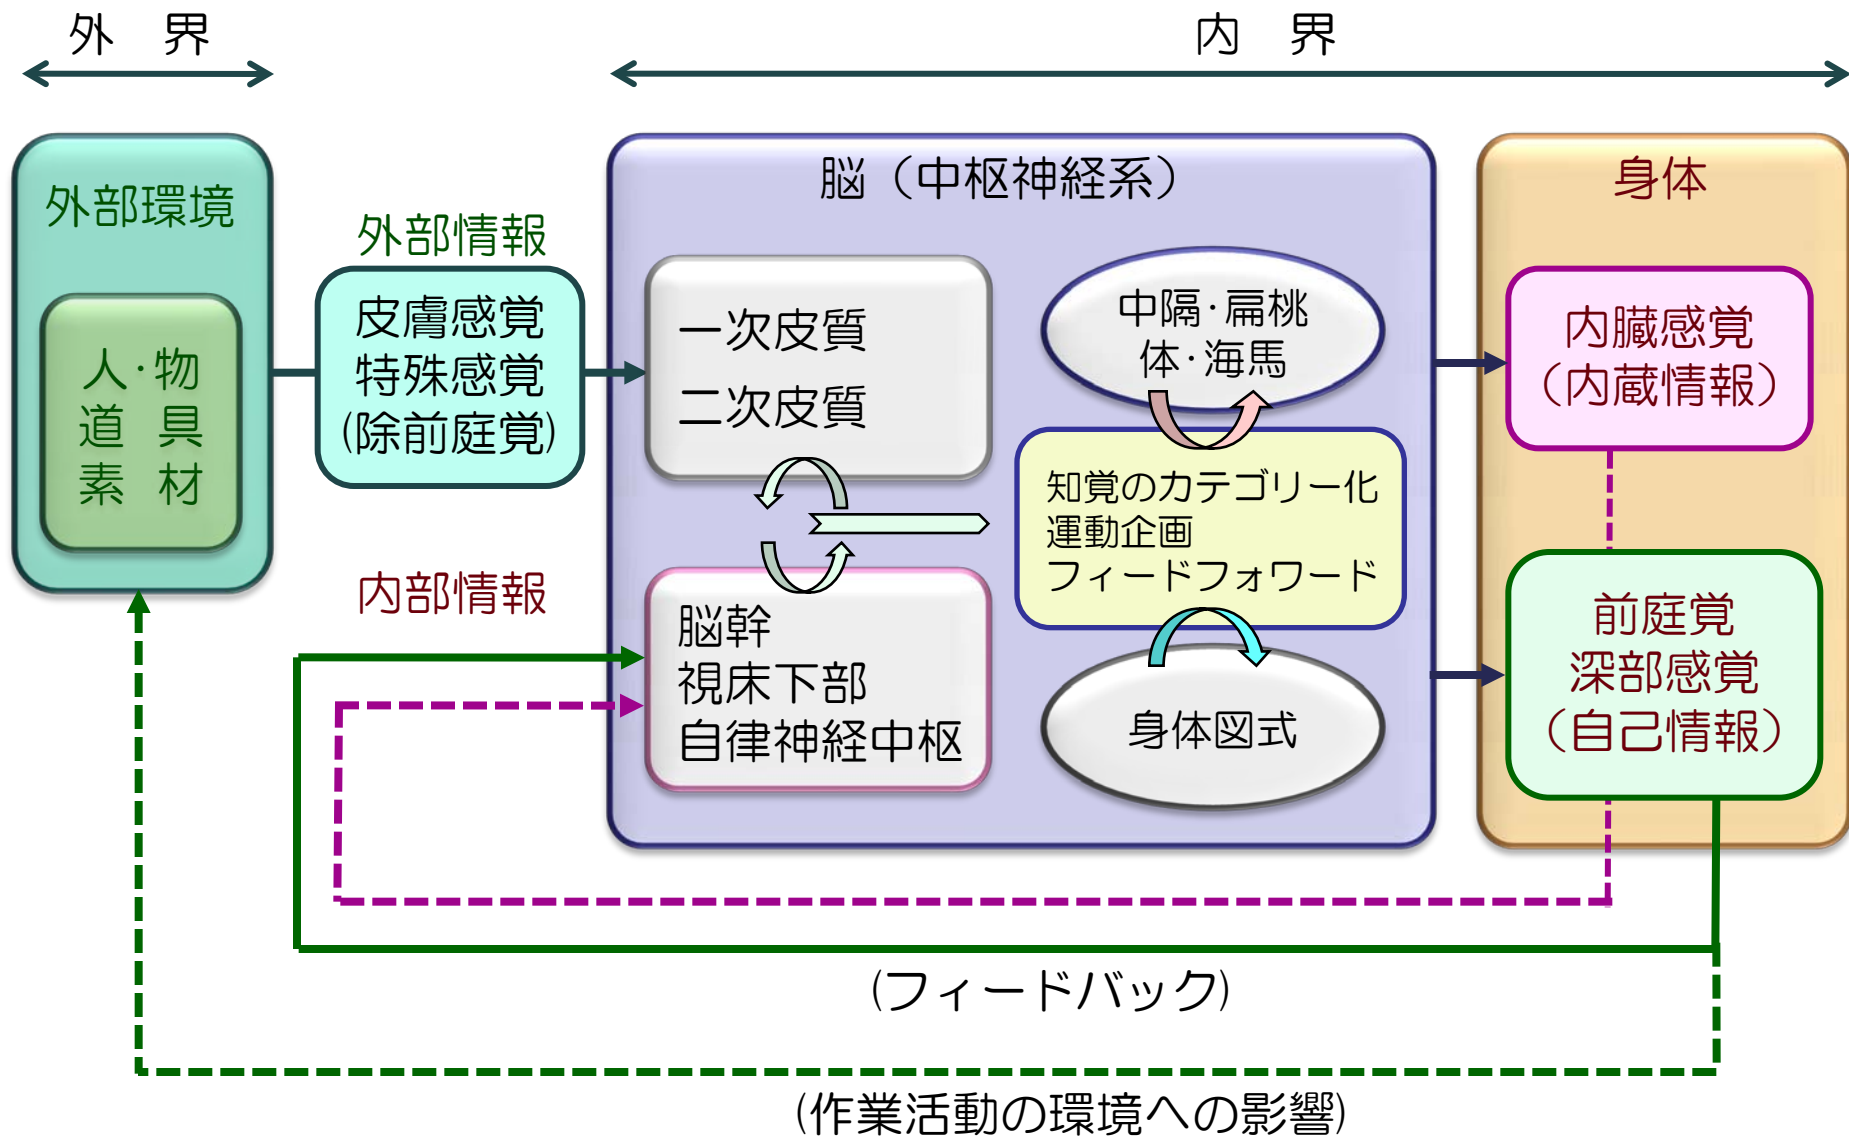 外　界
内　界
外部環境
人・物
道　具
素　材
外部情報
皮膚感覚
特殊感覚
(除前庭覚)
内部情報
脳（中枢神経系）
一次皮質
二次皮質
脳幹
視床下部
自律神経中枢
中隔・扁桃
体・海馬
知覚のカテゴリー化
運動企画
フィードフォワード
身体図式
身体
内臓感覚
（内蔵情報）
前庭覚
深部感覚
（自己情報）
(フィードバック)
(作業活動の環境への影響)